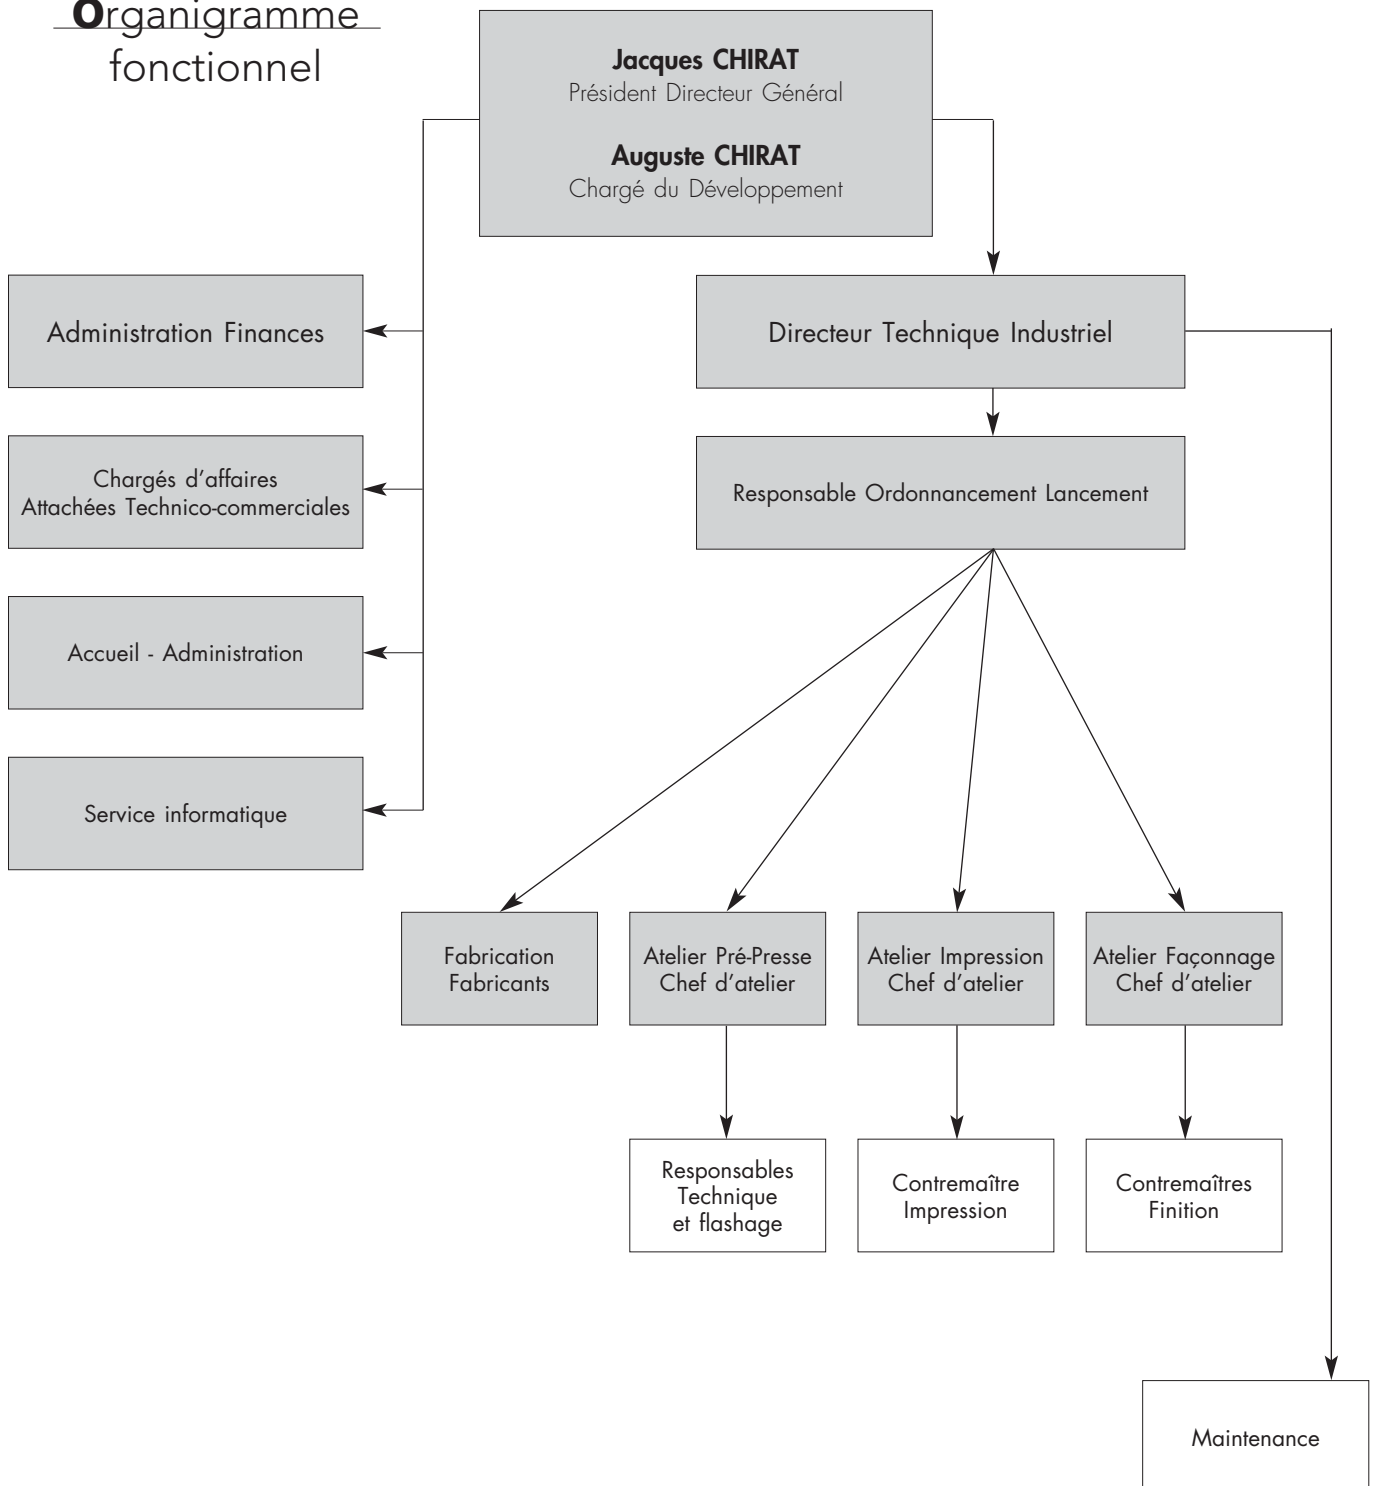 Organigramme
fonctionnel
Jacques CHIRAT
Président Directeur Général
Auguste CHIRAT
Chargé du Développement
Administration Finances
Directeur Technique Industriel
Chargés d'affaires
Attachées Technico-commerciales
Responsable Ordonnancement Lancement
Accueil - Administration
Service informatique
Fabrication
Fabricants
Atelier Pré-Presse
Chef d'atelier
Atelier Impression
Chef d'atelier
Atelier Façonnage
Chef d'atelier
Responsables
Technique
et flashage
Contremaître
Impression
Contremaîtres
Finition
Maintenance